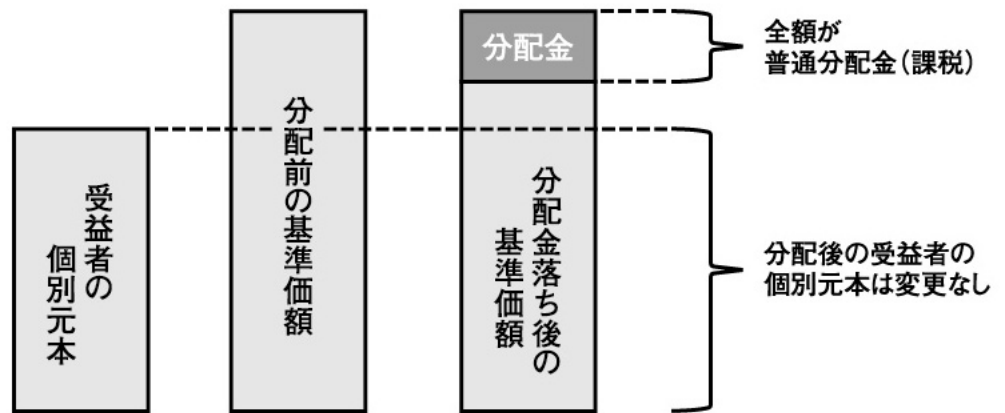 受益者の
個別元本
分配前の基準価額
分配金
分配金落ち後の
基準価額
全額が
普通分配金（課税）
分配後の受益者の
個別元本は変更なし